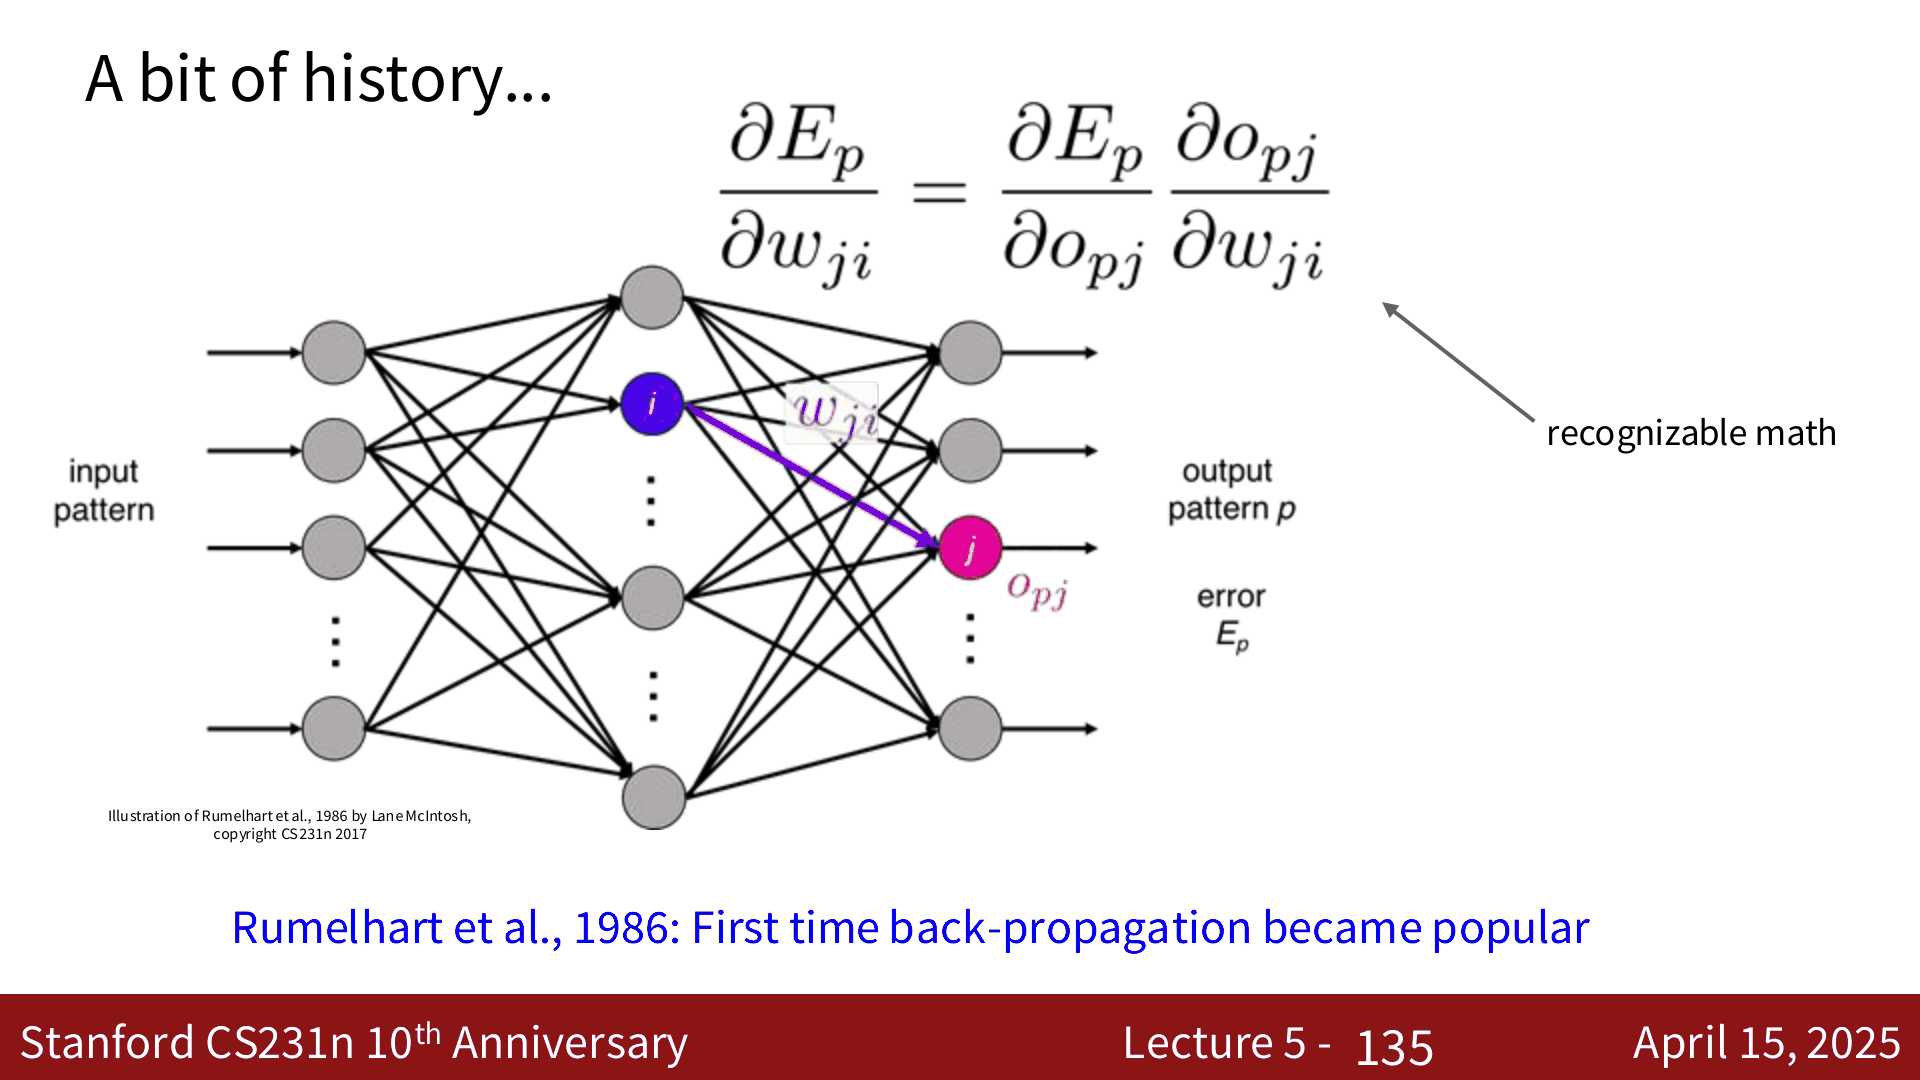 A bit of history...
∂E_p/∂w_ji = ∂E_p/∂o_pj ∂o_pj/∂w_ji
i
w_ji
recognizable math
input
pattern
output
pattern p
j
o_pj
error
E_p
Illustration of Rumelhart et al., 1986 by Lane McIntosh,
copyright CS231n 2017
Rumelhart et al., 1986: First time back-propagation became popular
Stanford CS231n 10th Anniversary
Lecture 5 - 135
April 15, 2025